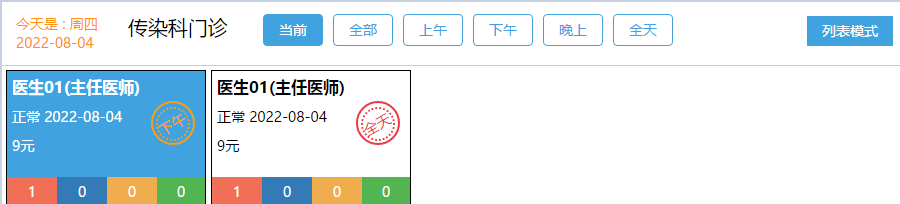 今天是 : 周四
2022-08-04
传染科门诊
当前
全部
上午
下午
晚上
全天
列表模式
医生01(主任医师)
正常 2022-08-04
下午
9元
1 0 0 0
医生01(主任医师)
正常 2022-08-04
全天
9元
1 0 0 0